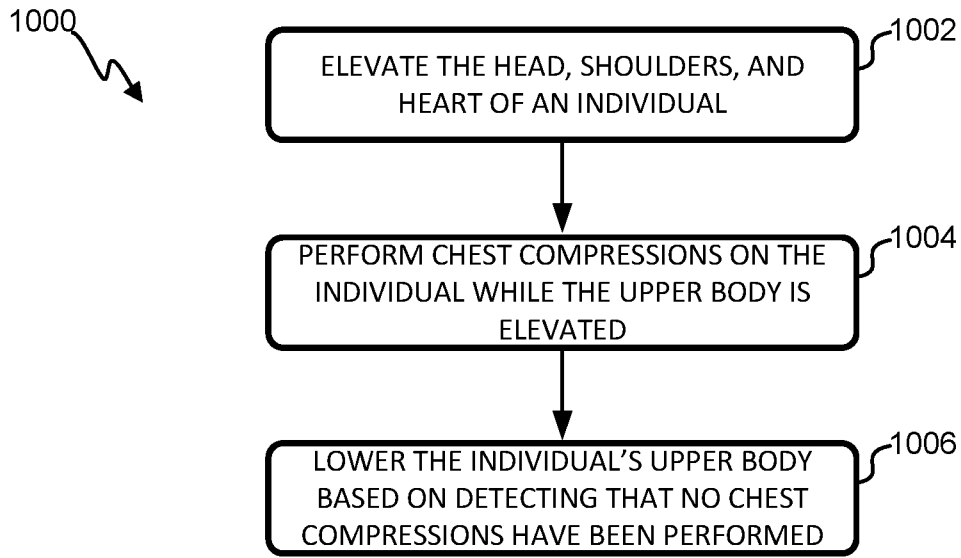 1000
1002
ELEVATE THE HEAD, SHOULDERS, AND
HEART OF AN INDIVIDUAL
1004
PERFORM CHEST COMPRESSIONS ON THE
INDIVIDUAL WHILE THE UPPER BODY IS
ELEVATED
1006
LOWER THE INDIVIDUAL'S UPPER BODY
BASED ON DETECTING THAT NO CHEST
COMPRESSIONS HAVE BEEN PERFORMED